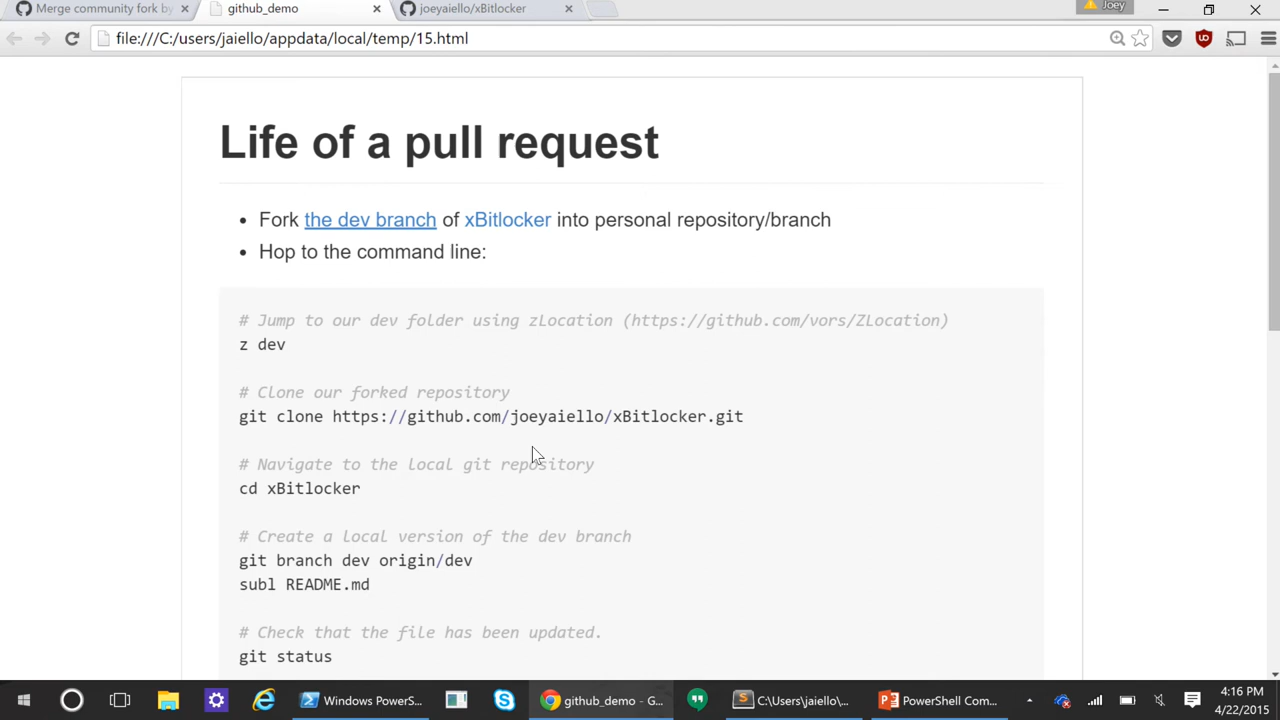 Merge community fork by
github_demo
joeyaiello/xBitlocker
Joey
file:///C:/users/jaiello/appdata/local/temp/15.html
Life of a pull request
• Fork the dev branch of xBitlocker into personal repository/branch
• Hop to the command line:
# Jump to our dev folder using zLocation (https://github.com/vors/ZLocation)
z dev
# Clone our forked repository
git clone https://github.com/joeyaiello/xBitlocker.git
# Navigate to the local git repository
cd xBitlocker
# Create a local version of the dev branch
git branch dev origin/dev
subl README.md
# Check that the file has been updated.
git status
Windows PowerS...
github_demo - G...
C:\Users\jaiello\...
PowerShell Com...
4:16 PM
4/22/2015